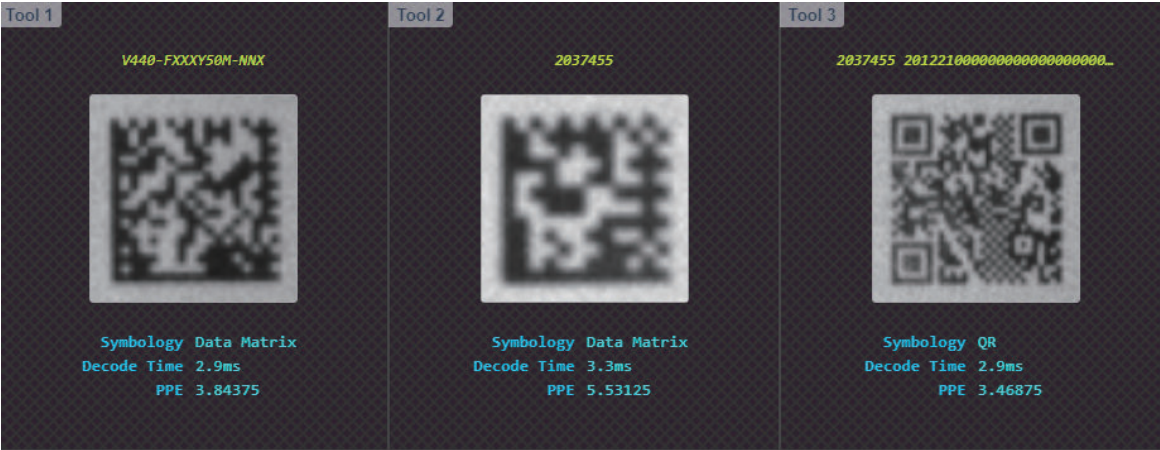 Tool 1
V440-FXXXY50M-NNX
Symbology Data Matrix
Decode Time 2.9ms
PPE 3.84375
Tool 2
2037455
Symbology Data Matrix
Decode Time 3.3ms
PPE 5.53125
Tool 3
2037455 201221000000000000000000000…
Symbology QR
Decode Time 2.9ms
PPE 3.46875